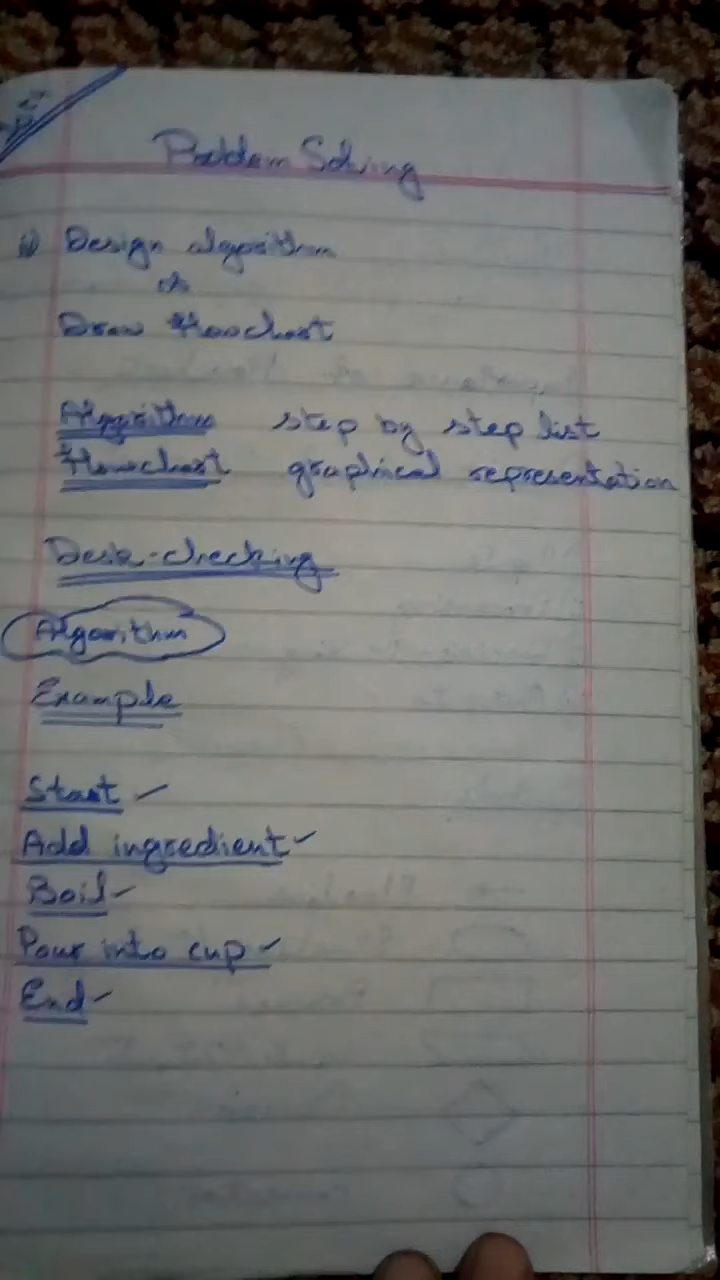 Problem Solving
ii) Design algorithm
or
Draw flowchart
Algorithm step by step list
Flowchart graphical representation
Desk-checking
Algorithm
Example
Start
Add ingredient
Boil
Pour into cup
End